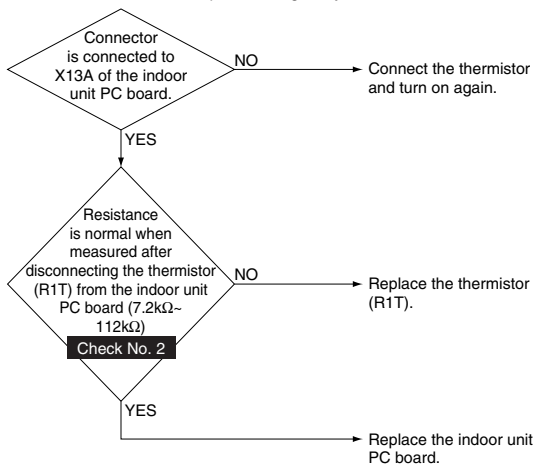 Connector
is connected to
X13A of the indoor
unit PC board.
NO
Connect the thermistor
and turn on again.
YES
Resistance
is normal when
measured after
disconnecting the thermistor
(R1T) from the indoor unit
PC board (7.2kΩ~
112kΩ)
Check No. 2
NO
Replace the thermistor
(R1T).
YES
Replace the indoor unit
PC board.